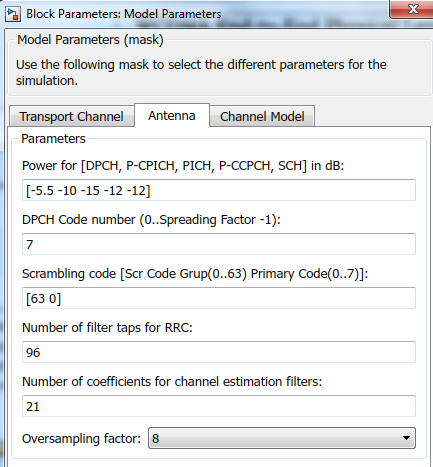 Block Parameters: Model Parameters
Model Parameters (mask)
Use the following mask to select the different parameters for the
simulation.
Transport Channel Antenna Channel Model
Parameters
Power for [DPCH, P-CPICH, PICH, P-CCPCH, SCH] in dB:
[-5.5 -10 -15 -12 -12]
DPCH Code number (0..Spreading Factor -1):
7
Scrambling code [Scr Code Grup(0..63) Primary Code(0..7)]:
[63 0]
Number of filter taps for RRC:
96
Number of coefficients for channel estimation filters:
21
Oversampling factor: 8